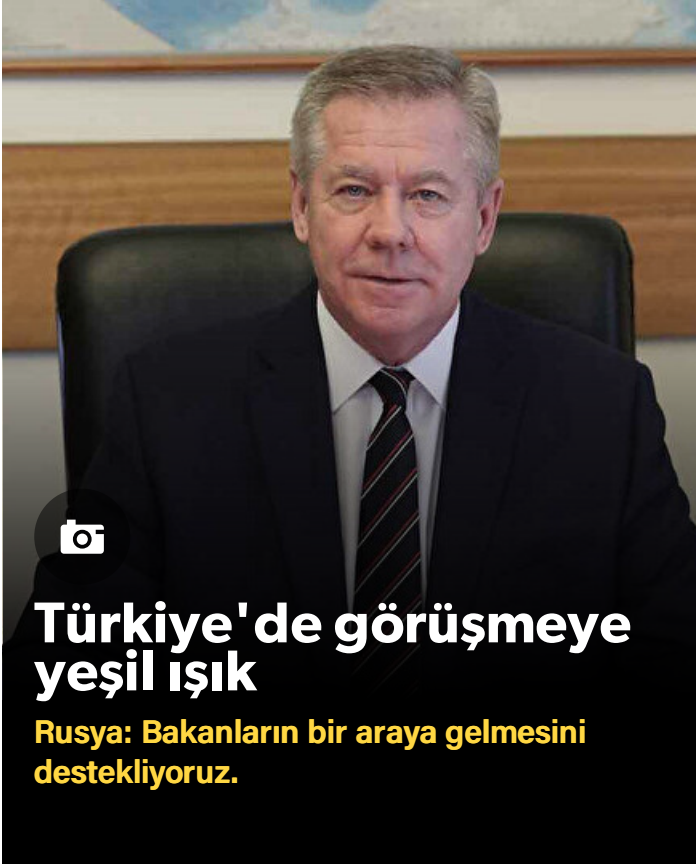 Türkiye'de görüşmeye
yeşil ışık
Rusya: Bakanların bir araya gelmesini
destekliyoruz.